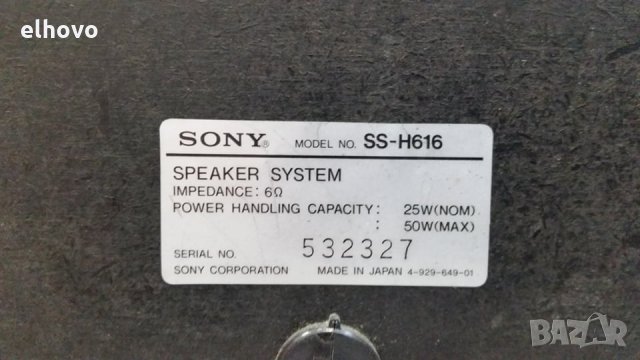 elhovo
SONY® MODEL NO. SS-H616
SPEAKER SYSTEM
IMPEDANCE: 6Ω
POWER HANDLING CAPACITY: 25W(NOM)
50W(MAX)
SERIAL NO. 532327
SONY CORPORATION MADE IN JAPAN 4-929-649-01
BAZAR